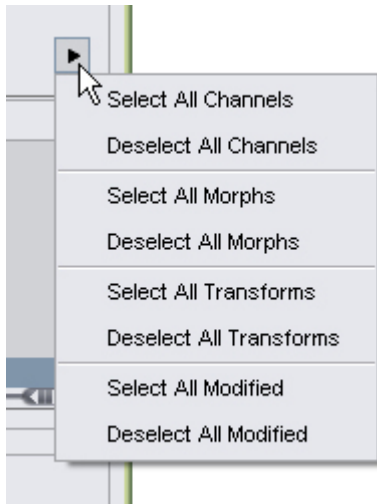 Select All Channels
Deselect All Channels
Select All Morphs
Deselect All Morphs
Select All Transforms
Deselect All Transforms
Select All Modified
Deselect All Modified